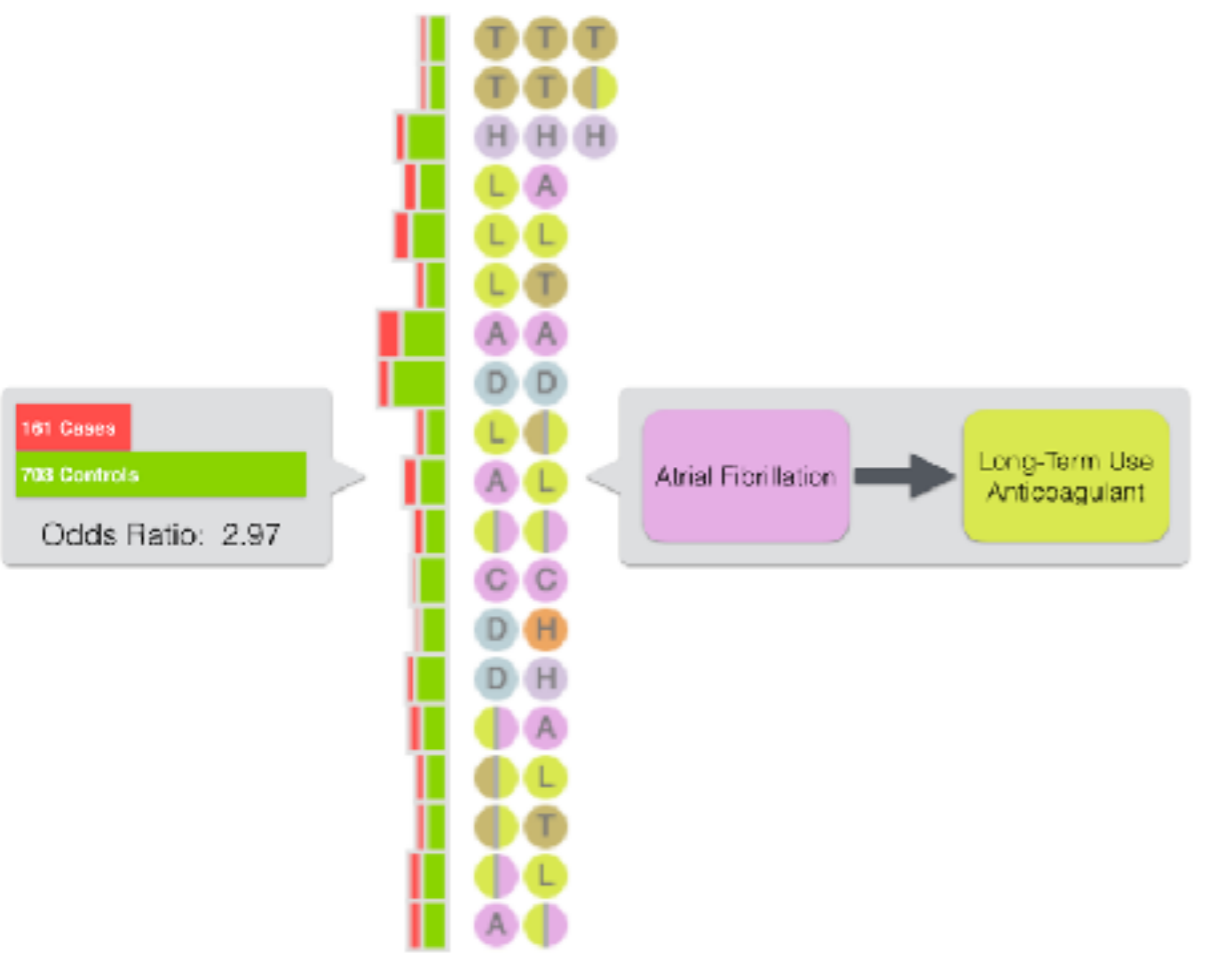 T T T
T T
H H H
L A
L L
L T
A A
D D
L
A L
C C
D H
D H
A
L
T
L
A
161 Cases
703 Controls
Odds Ratio: 2.97
Atrial Fibrillation
Long-Term Use
Anticoagulant